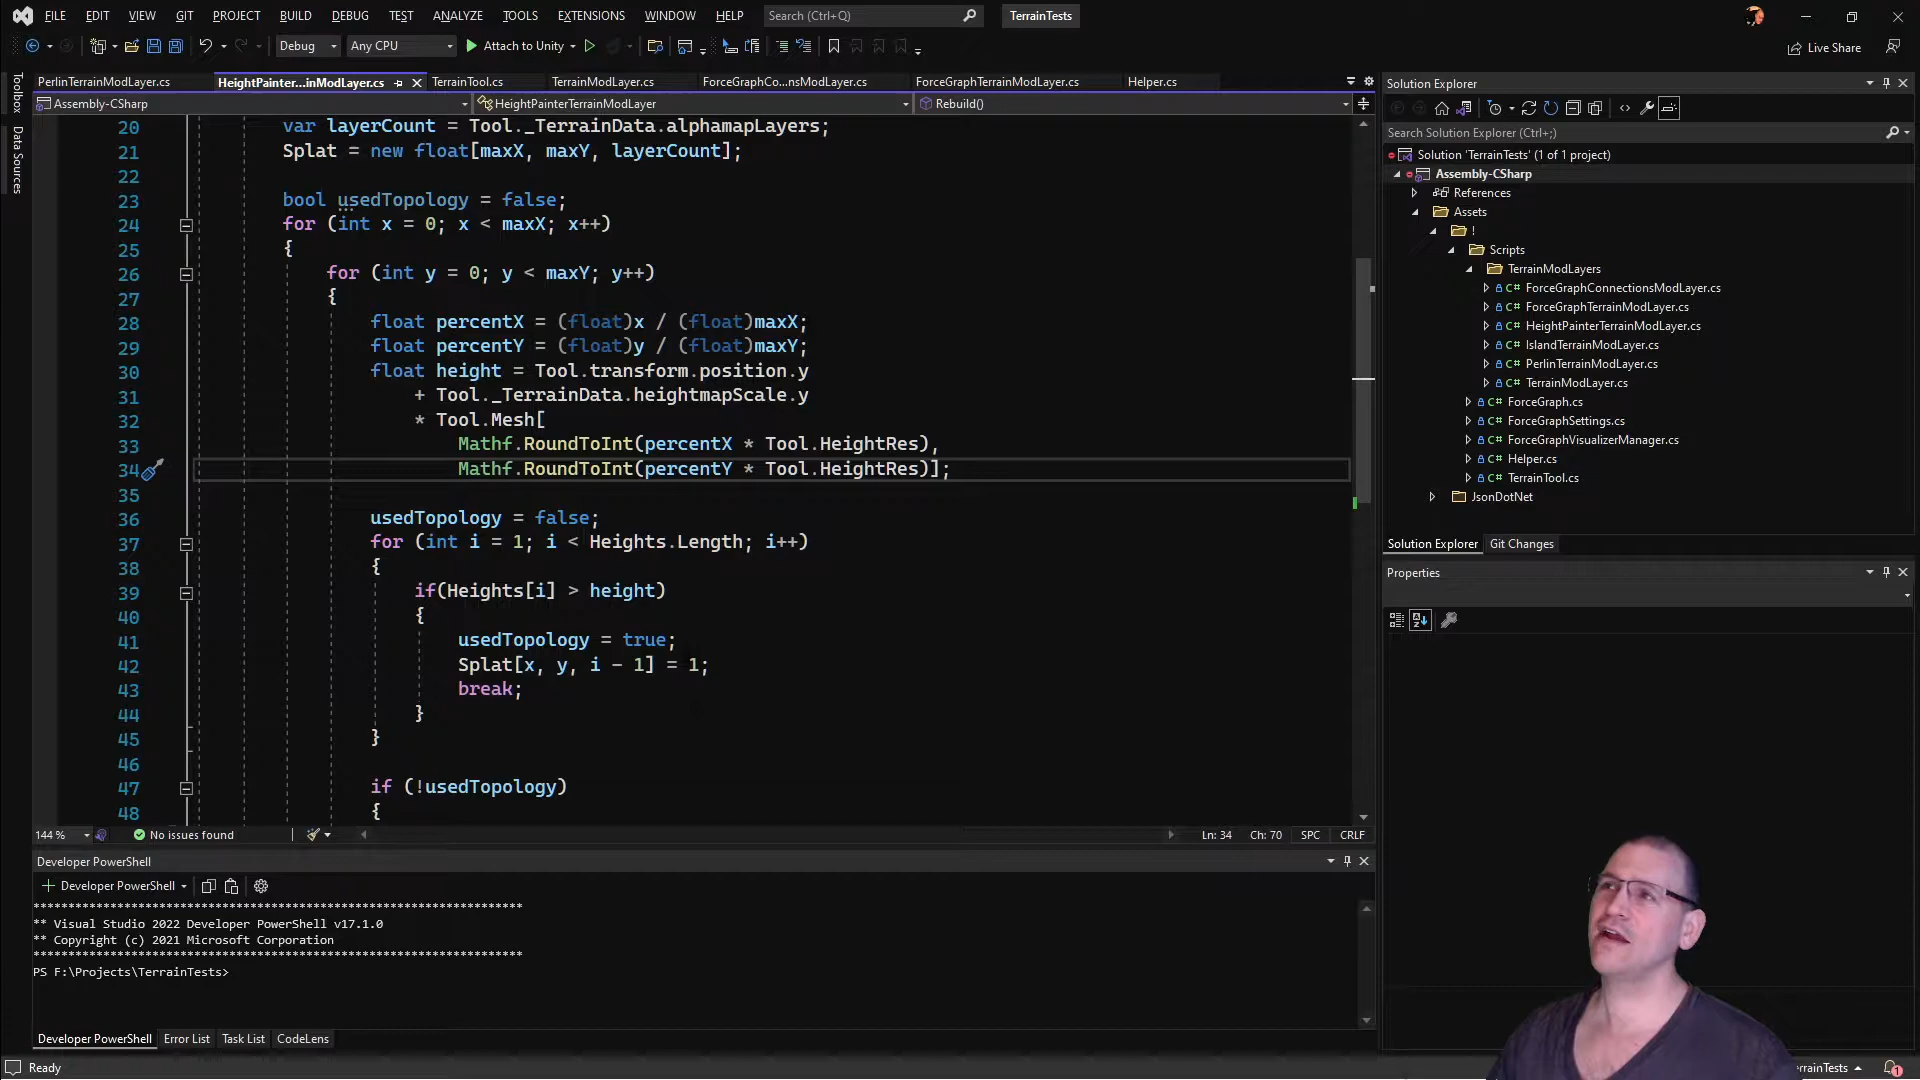 FILE EDIT VIEW GIT PROJECT BUILD DEBUG TEST ANALYZE TOOLS EXTENSIONS WINDOW HELP Search (Ctrl+Q) TerrainTests
Debug Any CPU Attach to Unity Live Share
Toolbox
Data Sources
PerlinTerrainModLayer.cs HeightPainter...inModLayer.cs TerrainTool.cs TerrainModLayer.cs ForceGraphCo...nsModLayer.cs ForceGraphTerrainModLayer.cs Helper.cs
Assembly-CSharp HeightPainterTerrainModLayer Rebuild()
20 var layerCount = Tool._TerrainData.alphamapLayers;
21 Splat = new float[maxX, maxY, layerCount];
22
23 bool usedTopology = false;
24 for (int x = 0; x < maxX; x++)
25 {
26 for (int y = 0; y < maxY; y++)
27 {
28 float percentX = (float)x / (float)maxX;
29 float percentY = (float)y / (float)maxY;
30 float height = Tool.transform.position.y
31 + Tool._TerrainData.heightmapScale.y
32 * Tool.Mesh[
33 Mathf.RoundToInt(percentX * Tool.HeightRes),
34 Mathf.RoundToInt(percentY * Tool.HeightRes)];
35
36 usedTopology = false;
37 for (int i = 1; i < Heights.Length; i++)
38 {
39 if(Heights[i] > height)
40 {
41 usedTopology = true;
42 Splat[x, y, i - 1] = 1;
43 break;
44 }
45 }
46
47 if (!usedTopology)
48 {
144 % No issues found Ln: 34 Ch: 70 SPC CRLF
Developer PowerShell
Developer PowerShell
**********************************************************************
** Visual Studio 2022 Developer PowerShell v17.1.0
** Copyright (c) 2021 Microsoft Corporation
**********************************************************************
PS F:\Projects\TerrainTests>
Developer PowerShell Error List Task List CodeLens
Ready
Solution Explorer
Search Solution Explorer (Ctrl+;)
Solution 'TerrainTests' (1 of 1 project)
Assembly-CSharp
References
Assets
!
Scripts
TerrainModLayers
C# ForceGraphConnectionsModLayer.cs
C# ForceGraphTerrainModLayer.cs
C# HeightPainterTerrainModLayer.cs
C# IslandTerrainModLayer.cs
C# PerlinTerrainModLayer.cs
C# TerrainModLayer.cs
C# ForceGraph.cs
C# ForceGraphSettings.cs
C# ForceGraphVisualizerManager.cs
C# Helper.cs
C# TerrainTool.cs
JsonDotNet
Solution Explorer Git Changes
Properties
errainTests 1